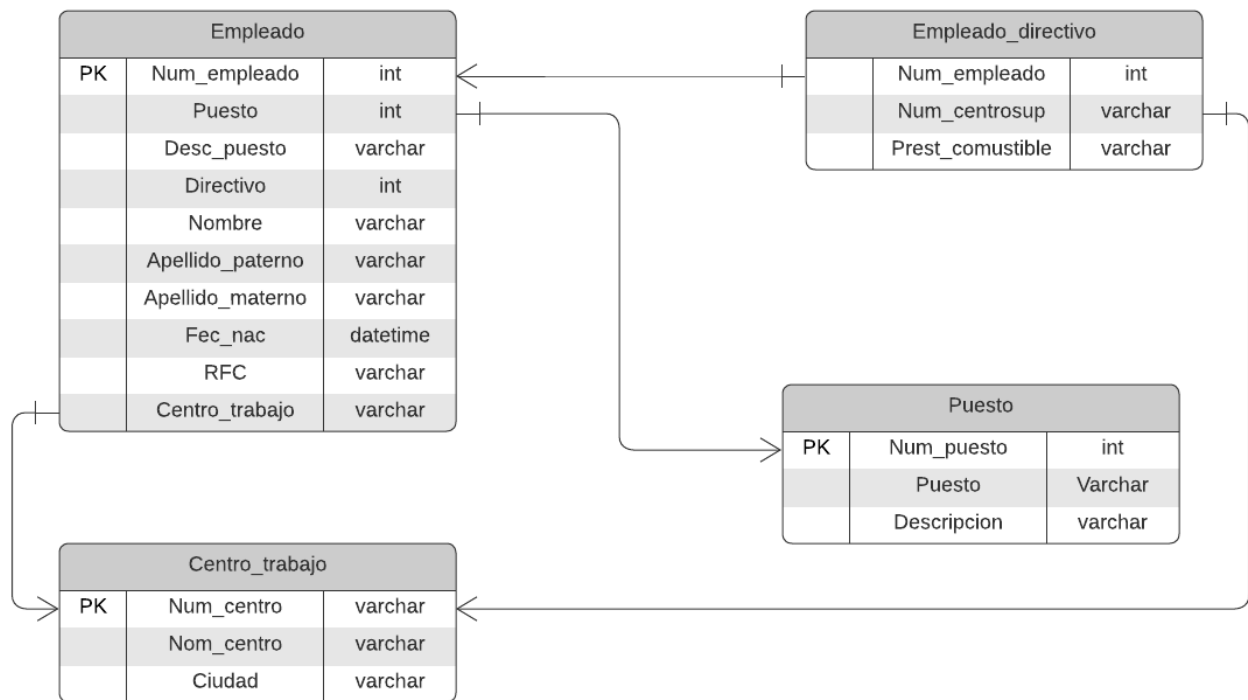 Empleado
PK Num_empleado int
Puesto int
Desc_puesto varchar
Directivo int
Nombre varchar
Apellido_paterno varchar
Apellido_materno varchar
Fec_nac datetime
RFC varchar
Centro_trabajo varchar
Empleado_directivo
Num_empleado int
Num_centrosup varchar
Prest_comustible varchar
Puesto
PK Num_puesto int
Puesto Varchar
Descripcion varchar
Centro_trabajo
PK Num_centro varchar
Nom_centro varchar
Ciudad varchar